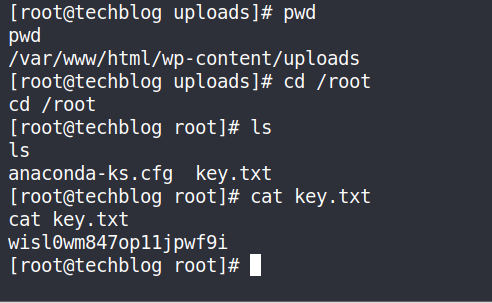 [root@techblog uploads]# pwd
pwd
/var/www/html/wp-content/uploads
[root@techblog uploads]# cd /root
cd /root
[root@techblog root]# ls
ls
anaconda-ks.cfg  key.txt
[root@techblog root]# cat key.txt
cat key.txt
wisl0wm847op11jpwf9i
[root@techblog root]#